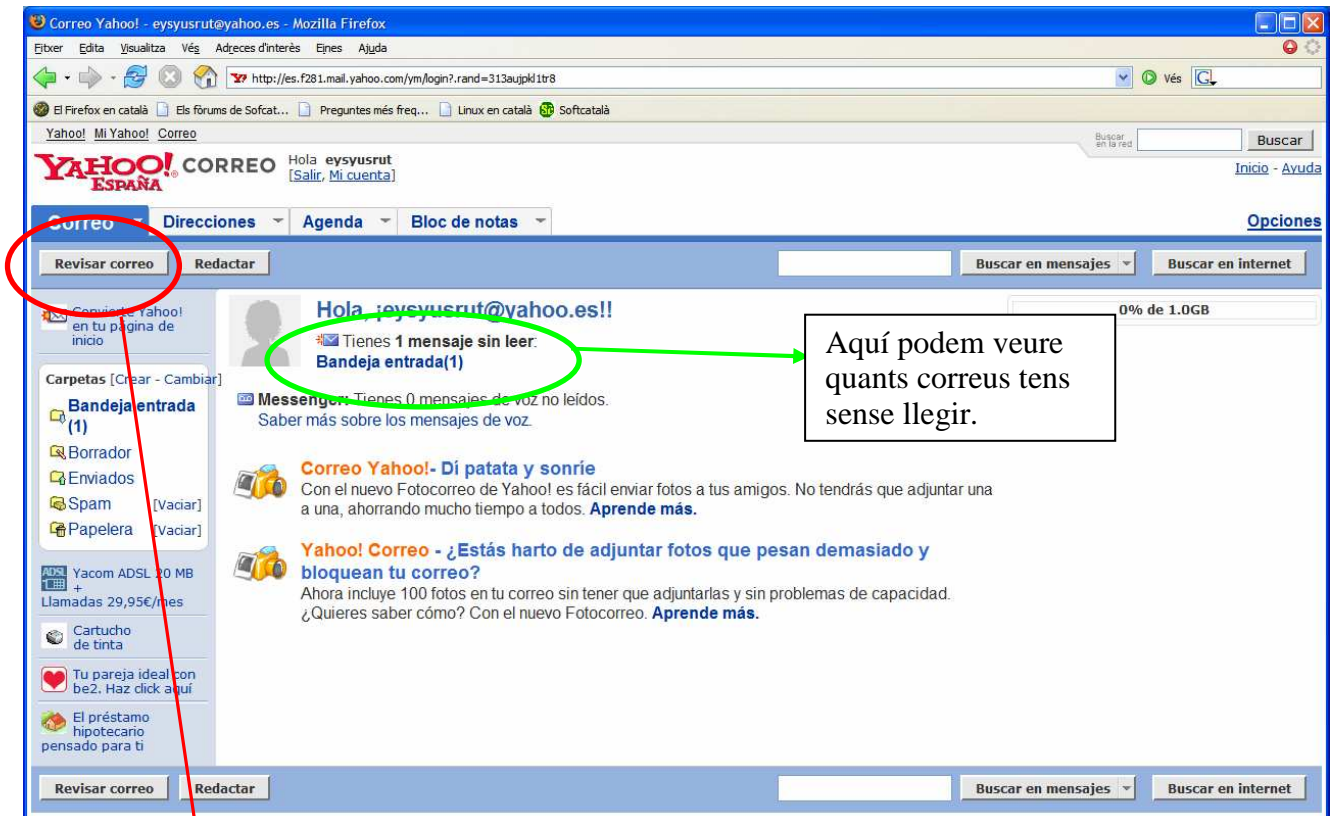 Correo Yahoo! - eysyusrut@yahoo.es - Mozilla Firefox
Fitxer Edita Visualitza Vés Adreces d'interès Eines Ajuda
http://es.f281.mail.yahoo.com/ym/login?.rand=313aujpkl1tr8 Vés
El Firefox en català Els fòrums de Sofcat... Preguntes més freq... Linux en català Softcatalà
Yahoo! Mi Yahoo! Correo
Buscar
en la red
Buscar
YAHOO! CORREO
ESPAÑA
Hola eysyusrut
[Salir, Mi cuenta]
Inicio - Ayuda
Correo Direcciones Agenda Bloc de notas Opciones
Revisar correo Redactar Buscar en mensajes Buscar en internet
Convierte Yahoo!
en tu página de
inicio
Carpetas [Crear - Cambiar]
Bandeja entrada
(1)
Borrador
Enviados
Spam [Vaciar]
Papelera [Vaciar]
ADSL Yacom ADSL 20 MB
+
Llamadas 29,95€/mes
Cartucho
de tinta
Tu pareja ideal con
be2. Haz click aquí
El préstamo
hipotecario
pensado para ti
Hola, ¡eysyusrut@yahoo.es!!
Tienes 1 mensaje sin leer:
Bandeja entrada(1)
0% de 1.0GB
Aquí podem veure
quants correus tens
sense llegir.
Messenger: Tienes 0 mensajes de voz no leídos.
Saber más sobre los mensajes de voz.
Correo Yahoo!- Dí patata y sonríe
Con el nuevo Fotocorreo de Yahoo! es fácil enviar fotos a tus amigos. No tendrás que adjuntar una
a una, ahorrando mucho tiempo a todos. Aprende más.
Yahoo! Correo - ¿Estás harto de adjuntar fotos que pesan demasiado y
bloquean tu correo?
Ahora incluye 100 fotos en tu correo sin tener que adjuntarlas y sin problemas de capacidad.
¿Quieres saber cómo? Con el nuevo Fotocorreo. Aprende más.
Revisar correo Redactar Buscar en mensajes Buscar en internet